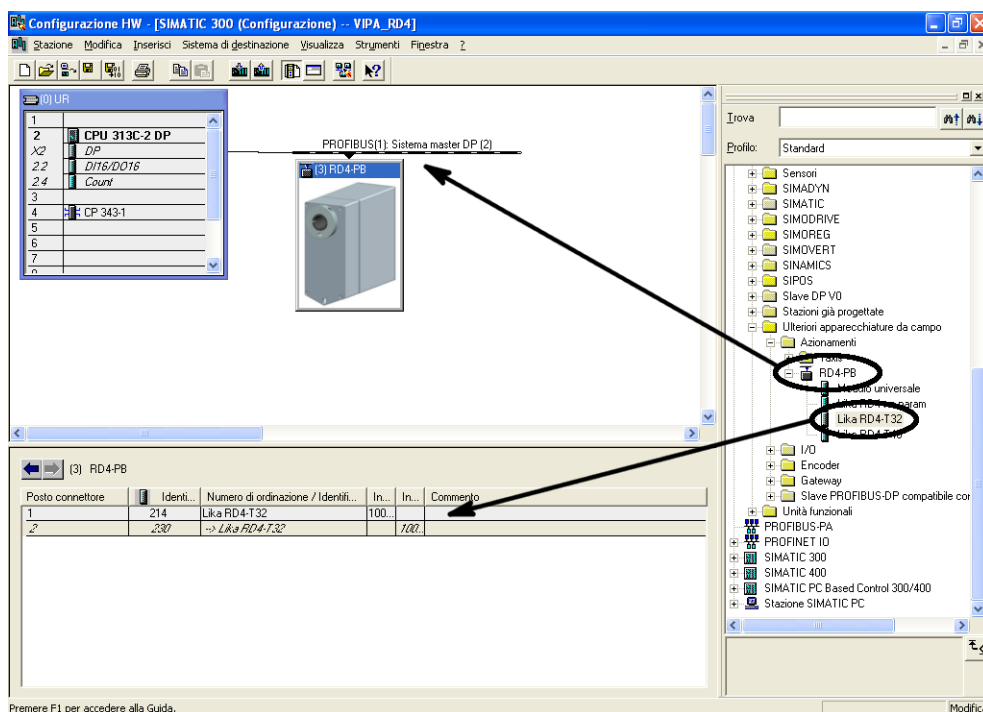 Configurazione HW - [SIMATIC 300 (Configurazione) -- VIPA_RD4]
Stazione Modifica Inserisci Sistema di destinazione Visualizza Strumenti Finestra ?
(0) UR
1
2 CPU 313C-2 DP
X2 DP
2.2 DI16/DO16
2.4 Count
3
4 CP 343-1
5
6
7
PROFIBUS(1): Sistema master DP (2)
(3) RD4-PB
Trova
Profilo: Standard
Sensori
SIMADYN
SIMATIC
SIMODRIVE
SIMOREG
SIMOVERT
SINAMICS
SIPOS
Slave DP V0
Stazioni già progettate
Ulteriori apparecchiature da campo
Azionamenti
RD4-PB
universale
param
Lika RD4-T32
I/O
Encoder
Gateway
Slave PROFIBUS-DP compatibile con
Unità funzionali
PROFIBUS-PA
PROFINET IO
SIMATIC 300
SIMATIC 400
SIMATIC PC Based Control 300/400
Stazione SIMATIC PC
(3) RD4-PB
Posto connettore Identi... Numero di ordinazione / Identifi... In... In... Commento
1 214 Lika RD4-T32 100...
2 230 --> Lika RD4-T32 100...
Premere F1 per accedere alla Guida.
Modific